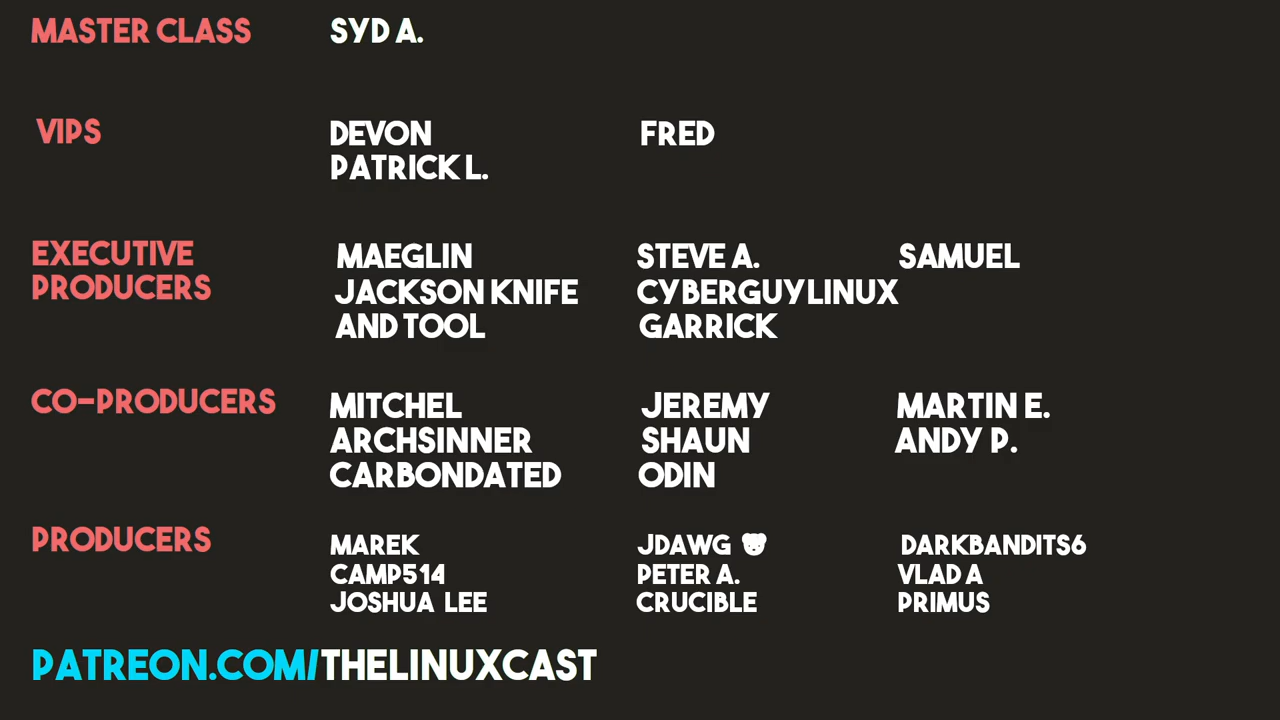 MASTER CLASS SYD A.
VIPS DEVON FRED
PATRICK L.
EXECUTIVE MAEGLIN STEVE A. SAMUEL
PRODUCERS JACKSON KNIFE CYBERGUYLINUX
AND TOOL GARRICK
CO-PRODUCERS MITCHEL JEREMY MARTIN E.
ARCHSINNER SHAUN ANDY P.
CARBONDATED ODIN
PRODUCERS MAREK JDAWG DARKBANDITS6
CAMP514 PETER A. VLAD A
JOSHUA LEE CRUCIBLE PRIMUS
PATREON.COM/THELINUXCAST